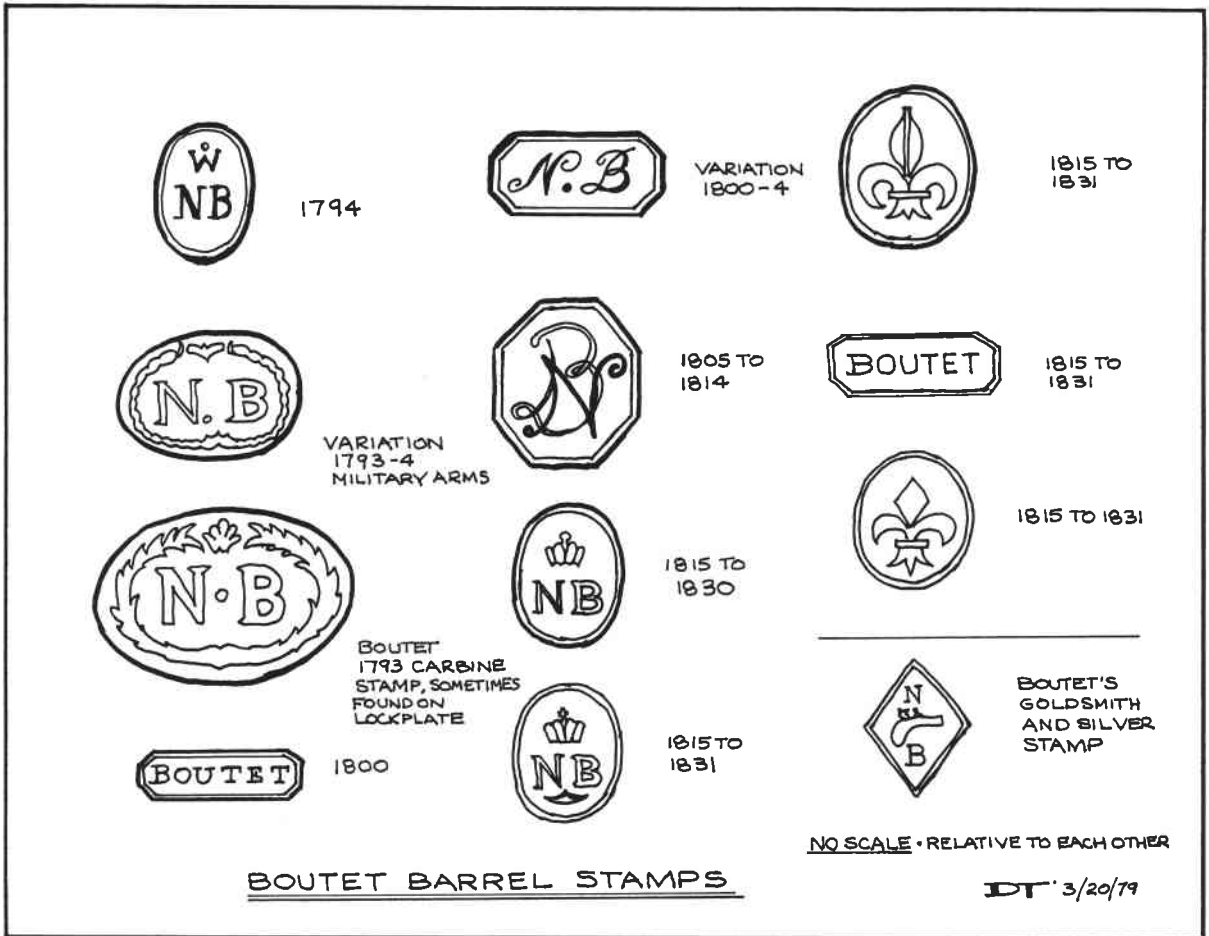 W
NB
1794
N. B
VARIATION
1793-4
MILITARY ARMS
N·B
BOUTET
1793 CARBINE
STAMP, SOMETIMES
FOUND ON
LOCKPLATE
BOUTET
1800
N.B
VARIATION
1800-4
NB
1805 TO
1814
NB
1815 TO
1830
NB
1815 TO
1831
1815 TO
1831
BOUTET
1815 TO
1831
1815 TO 1831
N
B
BOUTET'S
GOLDSMITH
AND SILVER
STAMP
NO SCALE • RELATIVE TO EACH OTHER
BOUTET BARREL STAMPS
DT 3/20/79